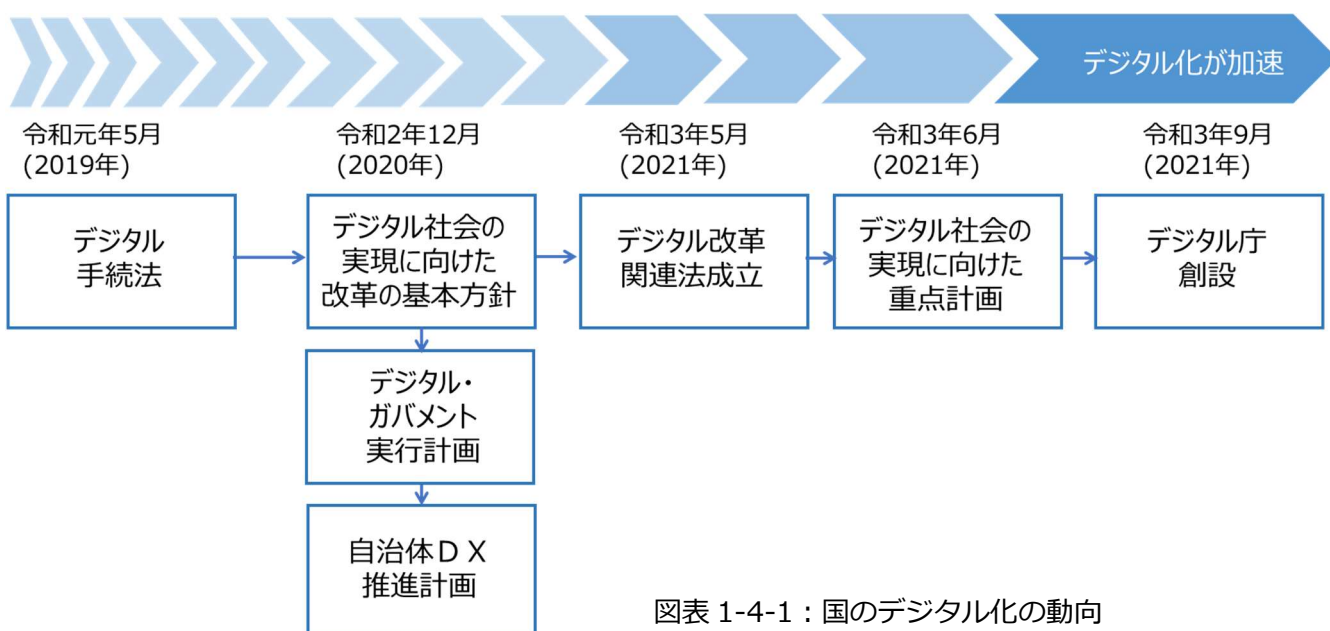 デジタル化が加速
令和元年5月
(2019年)
令和2年12月
(2020年)
令和3年5月
(2021年)
令和3年6月
(2021年)
令和3年9月
(2021年)
デジタル
手続法
デジタル社会の
実現に向けた
改革の基本方針
デジタル改革
関連法成立
デジタル社会の
実現に向けた
重点計画
デジタル庁
創設
デジタル・
ガバメント
実行計画
自治体ＤＸ
推進計画
図表 1-4-1：国のデジタル化の動向